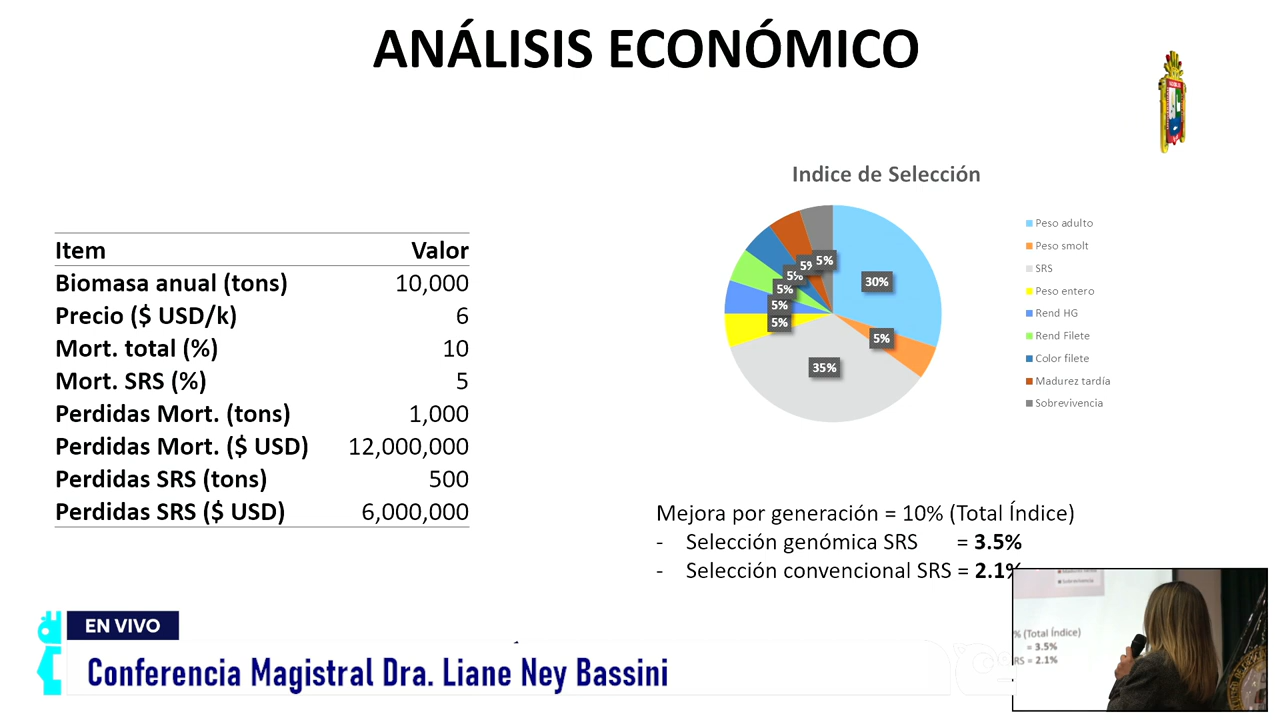 ANÁLISIS ECONÓMICO
Item Valor
Biomasa anual (tons) 10,000
Precio ($ USD/k) 6
Mort. total (%) 10
Mort. SRS (%) 5
Perdidas Mort. (tons) 1,000
Perdidas Mort. ($ USD) 12,000,000
Perdidas SRS (tons) 500
Perdidas SRS ($ USD) 6,000,000
Indice de Selección
30%
5%
35%
5%
5%
5%
5%
5%
5%
Peso adulto
Peso smolt
SRS
Peso entero
Rend HG
Rend Filete
Color filete
Madurez tardía
Sobrevivencia
Mejora por generación = 10% (Total Índice)
- Selección genómica SRS = 3.5%
- Selección convencional SRS = 2.1%
% (Total Índice)
= 3.5%
RS = 2.1%
EN VIVO
Conferencia Magistral Dra. Liane Ney Bassini